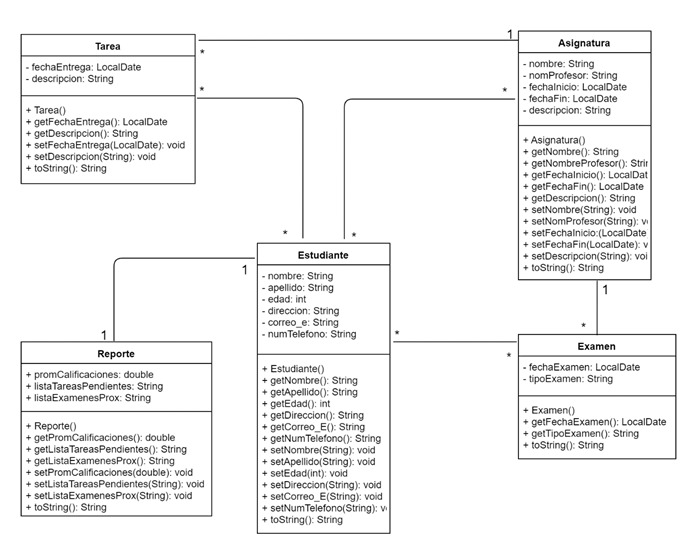 Tarea
- fechaEntrega: LocalDate
- descripcion: String
+ Tarea()
+ getFechaEntrega(): LocalDate
+ getDescripcion(): String
+ setFechaEntrega(LocalDate): void
+ setDescripcion(String): void
+ toString(): String
*
1
*
*
*
*
Asignatura
- nombre: String
- nomProfesor: String
- fechaInicio: LocalDate
- fechaFin: LocalDate
- descripcion: String
+ Asignatura()
+ getNombre(): String
+ getNombreProfesor(): Strir
+ getFechaInicio(): LocalDat
+ getFechaFin(): LocalDate
+ getDescripcion(): String
+ setNombre(String): void
+ setNomProfesor(String): v
+ setFechaInicio:(LocalDate
+ setFechaFin(LocalDate): v
+ setDescripcion(String): voi
+ toString(): String
1
*
Estudiante
- nombre: String
- apellido: String
- edad: int
- direccion: String
- correo_e: String
- numTelefono: String
+ Estudiante()
+ getNombre(): String
+ getApellido(): String
+ getEdad(): int
+ getDireccion(): String
+ getCorreo_E(): String
+ getNumTelefono(): String
+ setNombre(String): void
+ setApellido(String): void
+ setEdad(int): void
+ setDireccion(String): void
+ setCorreo_E(String): void
+ setNumTelefono(String): v
+ toString(): String
1
1
*
*
Reporte
+ promCalificaciones: double
+ listaTareasPendientes: String
+ listaExamenesProx: String
+ Reporte()
+ getPromCalificaciones(): double
+ getListaTareasPendientes(): String
+ getListaExamenesProx(): String
+ setPromCalificaciones(double): void
+ setListaTareasPendientes(String): void
+ setListaExamenesProx(String): void
+ toString(): String
Examen
- fechaExamen: LocalDate
- tipoExamen: String
+ Examen()
+ getFechaExamen(): LocalDate
+ getTipoExamen(): String
+ toString(): String